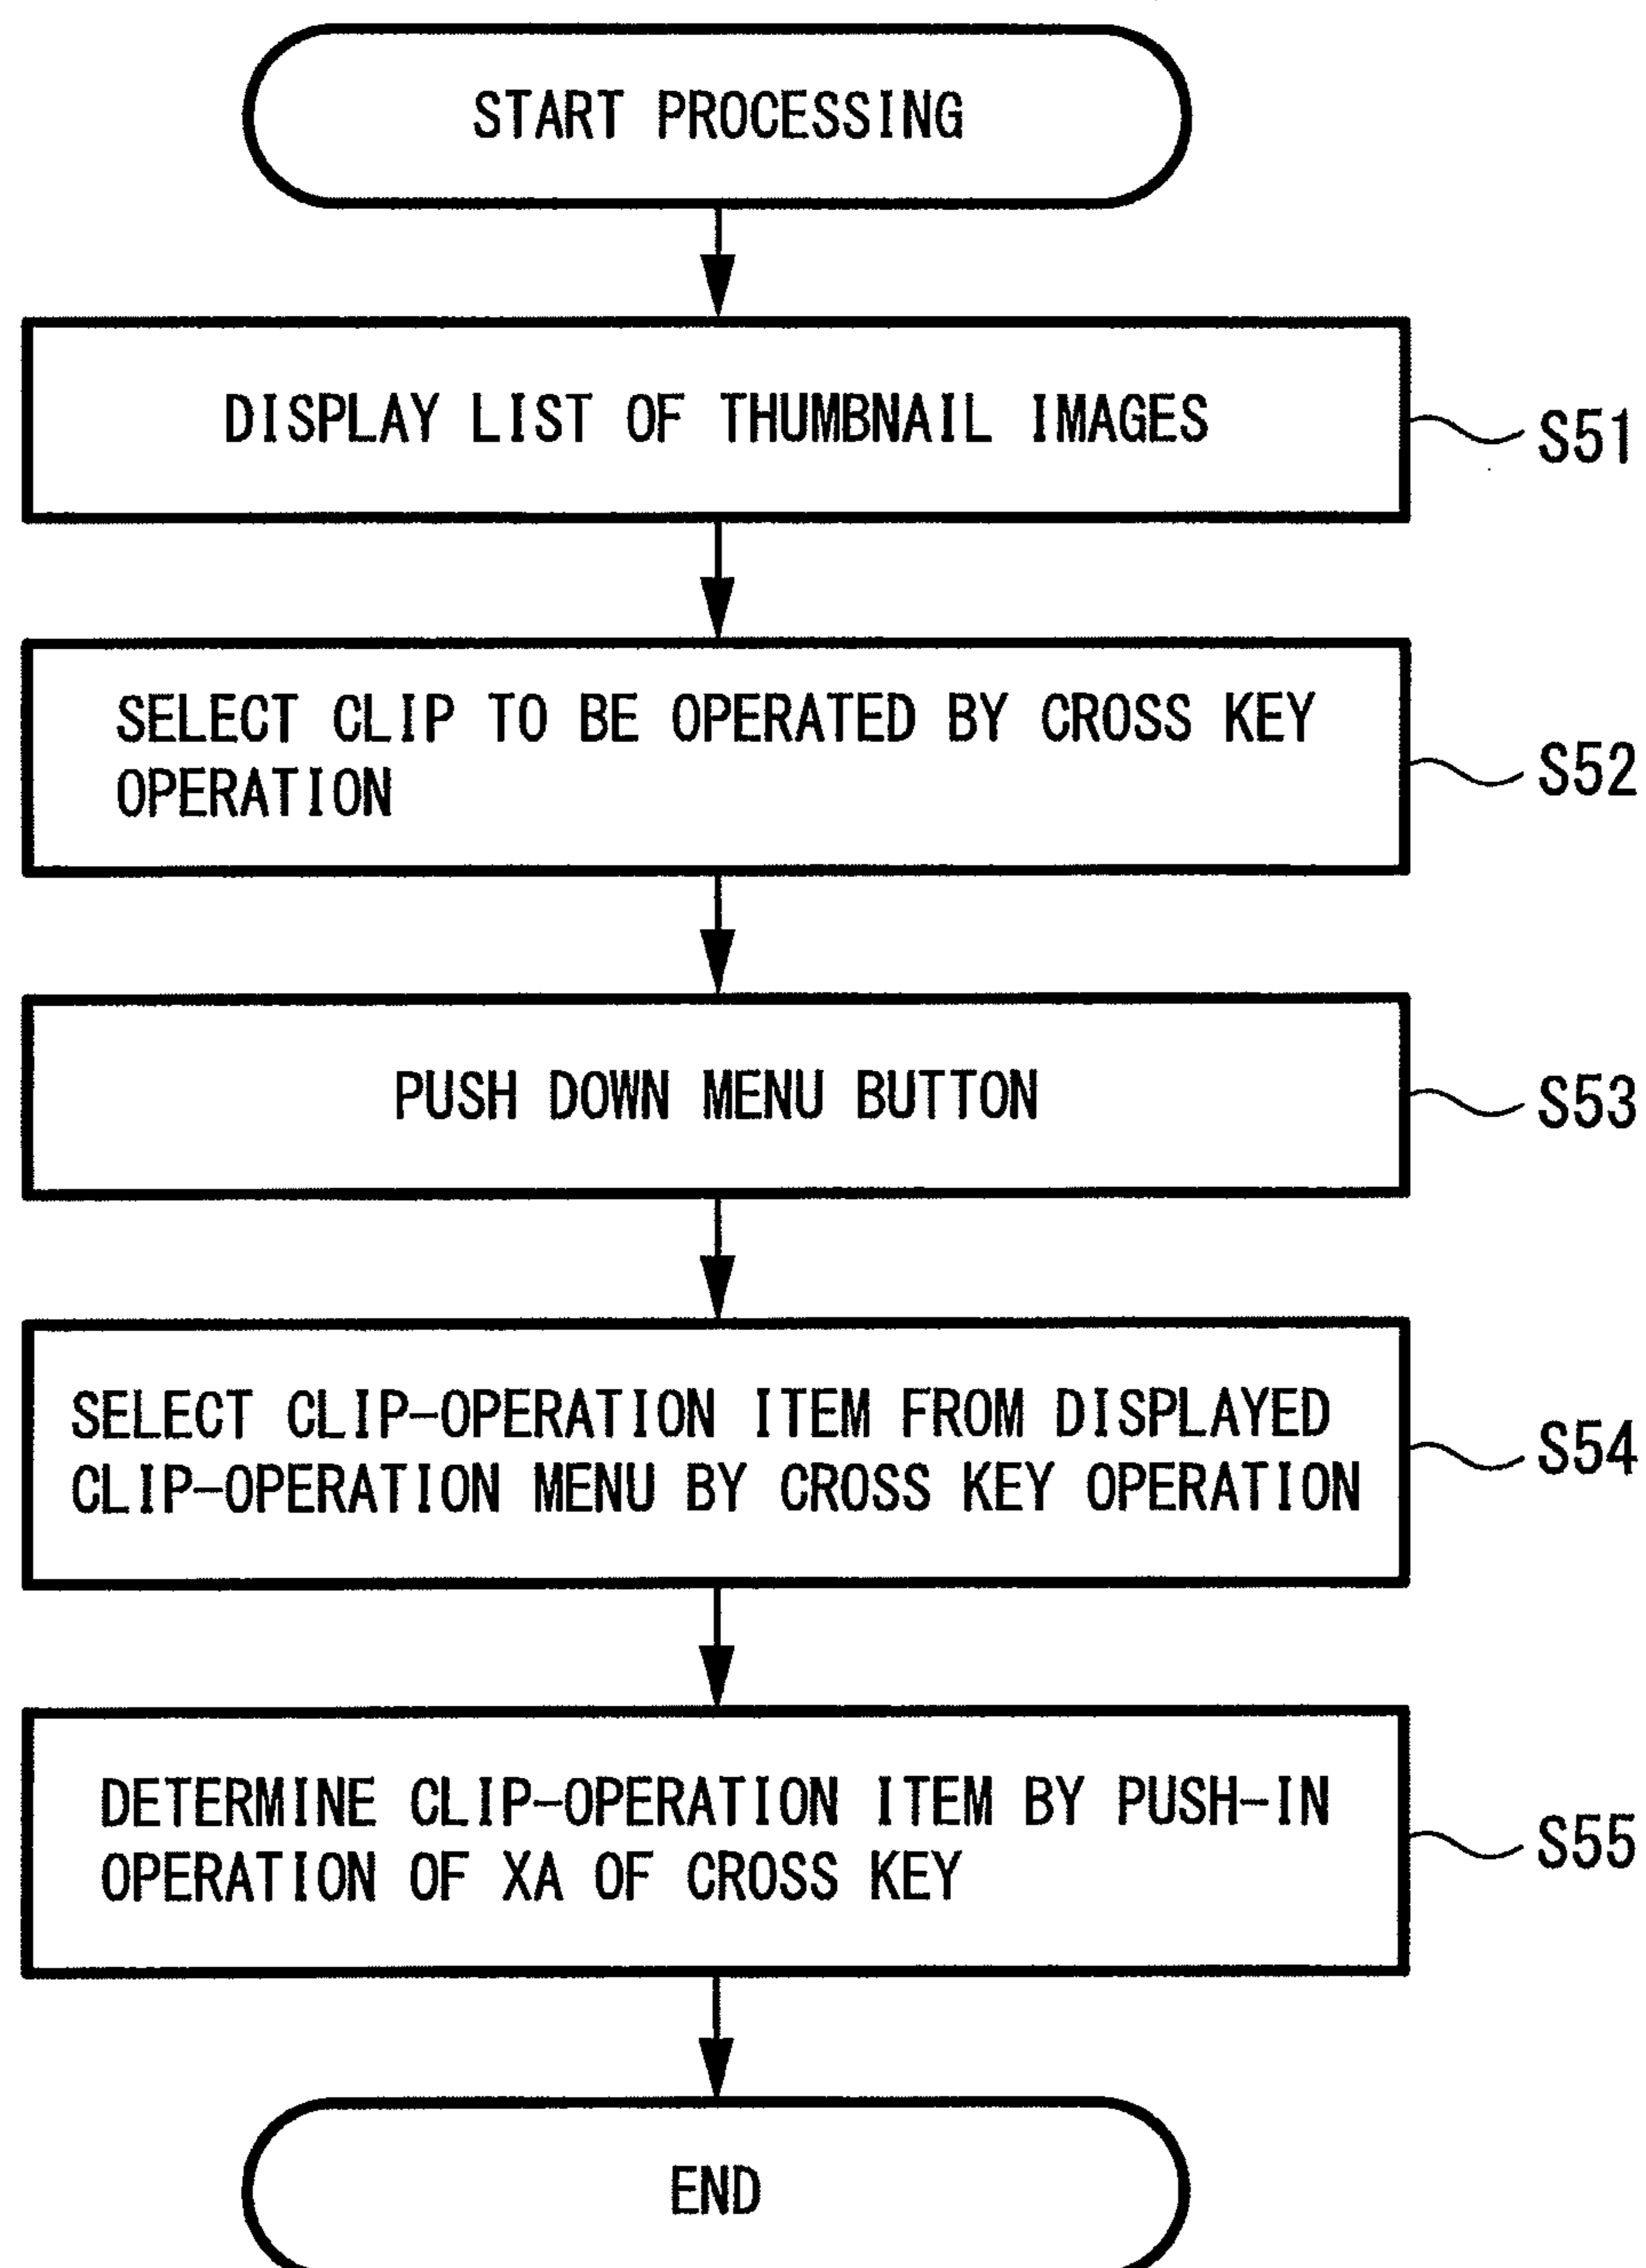 START PROCESSING
DISPLAY LIST OF THUMBNAIL IMAGES
S51
SELECT CLIP TO BE OPERATED BY CROSS KEY
OPERATION
S52
PUSH DOWN MENU BUTTON
S53
SELECT CLIP-OPERATION ITEM FROM DISPLAYED
CLIP-OPERATION MENU BY CROSS KEY OPERATION
S54
DETERMINE CLIP-OPERATION ITEM BY PUSH-IN
OPERATION OF XA OF CROSS KEY
S55
END